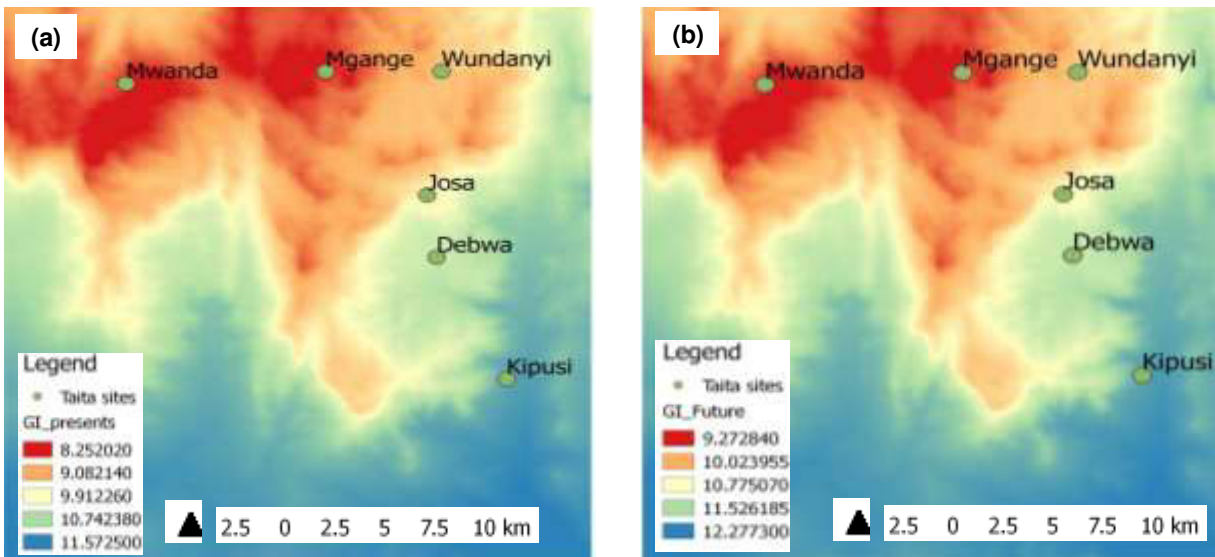 (a)
Mwanda
Mgange
Wundanyi
Josa
Debwa
Kipusi
Legend
Taita sites
GI_presents
8.252020
9.082140
9.912260
10.742380
11.572500
2.5 0 2.5 5 7.5 10 km
(b)
Mwanda
Mgange
Wundanyi
Josa
Debwa
Kipusi
Legend
Taita sites
GI_Future
9.272840
10.023955
10.775070
11.526185
12.277300
2.5 0 2.5 5 7.5 10 km